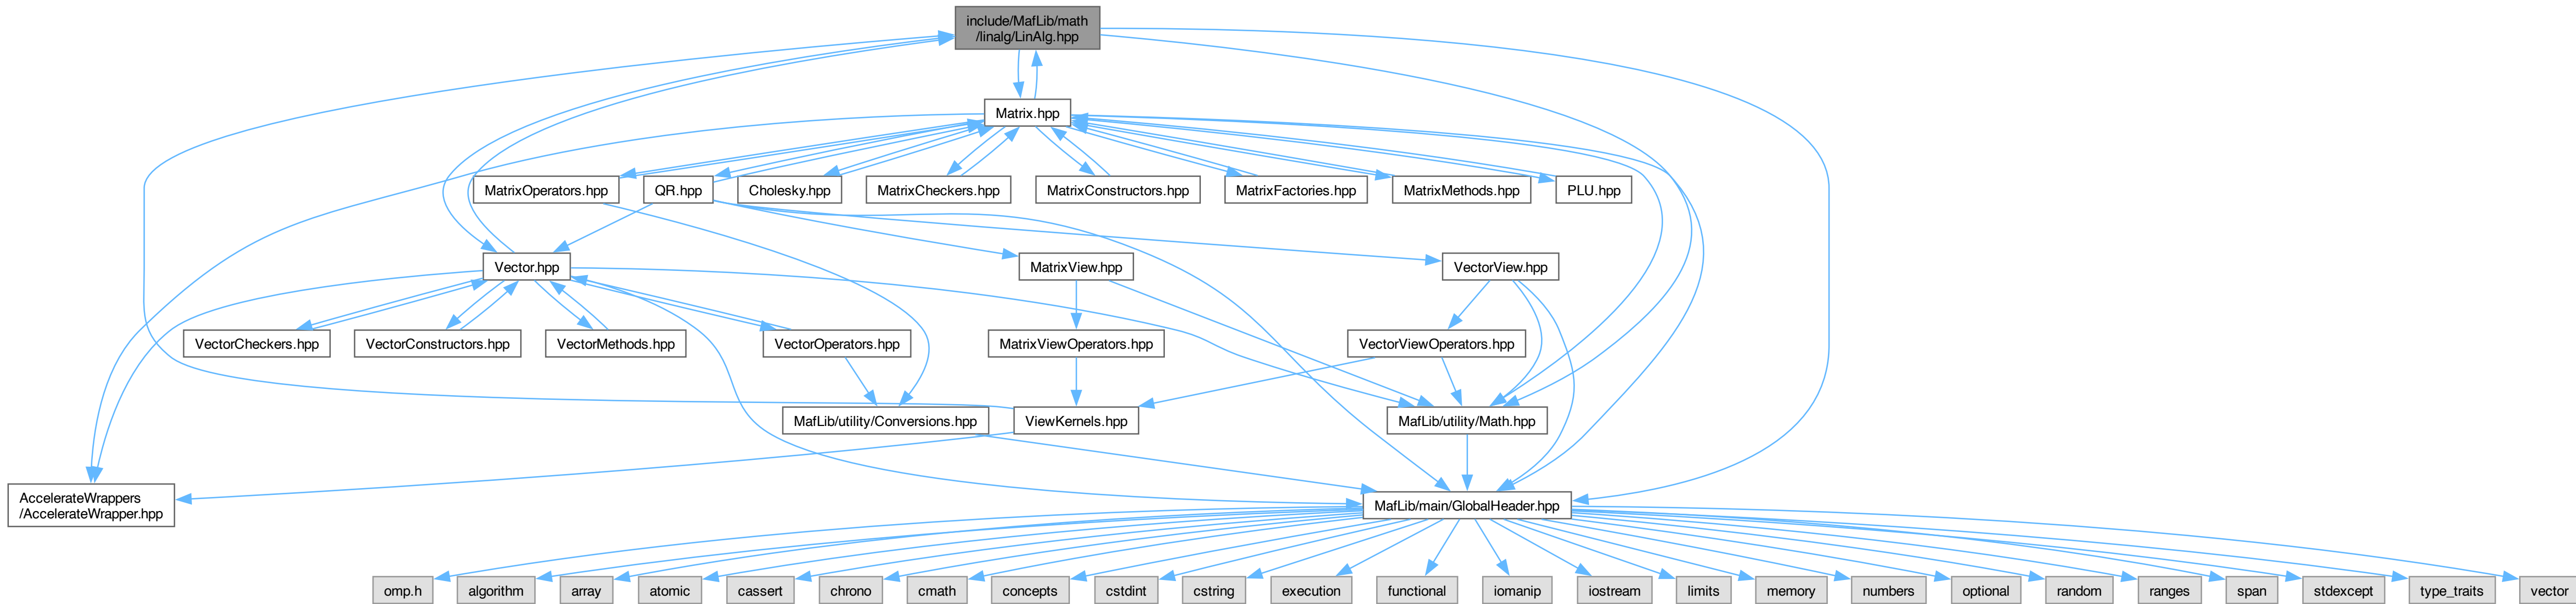 include/MafLib/math
/linalg/LinAlg.hpp
Matrix.hpp
MatrixOperators.hpp
QR.hpp
Cholesky.hpp
MatrixCheckers.hpp
MatrixConstructors.hpp
MatrixFactories.hpp
MatrixMethods.hpp
PLU.hpp
Vector.hpp
MatrixView.hpp
VectorView.hpp
VectorCheckers.hpp
VectorConstructors.hpp
VectorMethods.hpp
VectorOperators.hpp
MatrixViewOperators.hpp
VectorViewOperators.hpp
MafLib/utility/Conversions.hpp
ViewKernels.hpp
MafLib/utility/Math.hpp
AccelerateWrappers
/AccelerateWrapper.hpp
MafLib/main/GlobalHeader.hpp
omp.h
algorithm
array
atomic
cassert
chrono
cmath
concepts
cstdint
cstring
execution
functional
iomanip
iostream
limits
memory
numbers
optional
random
ranges
span
stdexcept
type_traits
vector